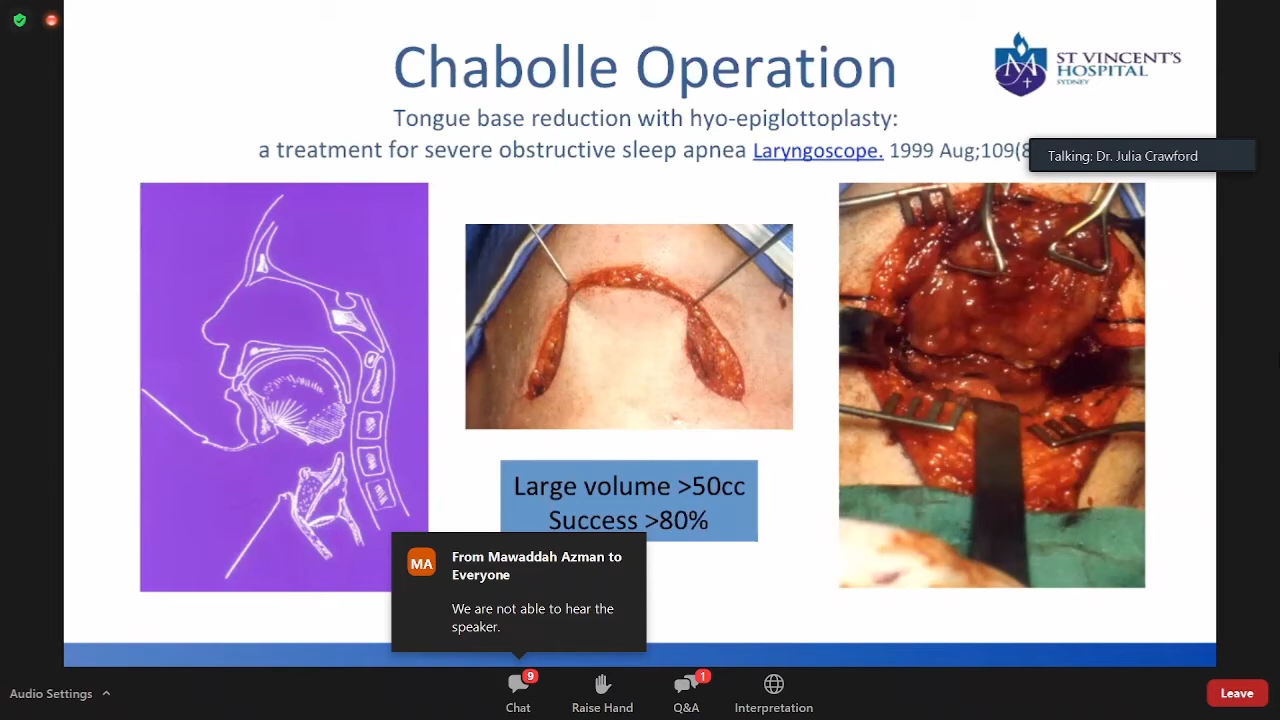 Chabolle Operation
ST VINCENT'S
HOSPITAL
SYDNEY
Tongue base reduction with hyo-epiglottoplasty:
a treatment for severe obstructive sleep apnea Laryngoscope. 1999 Aug;109(8
Talking: Dr. Julia Crawford
Large volume >50cc
Success >80%
MA
From Mawaddah Azman to
Everyone
We are not able to hear the
speaker.
Audio Settings
9
Chat
Raise Hand
1
Q&A
Interpretation
Leave